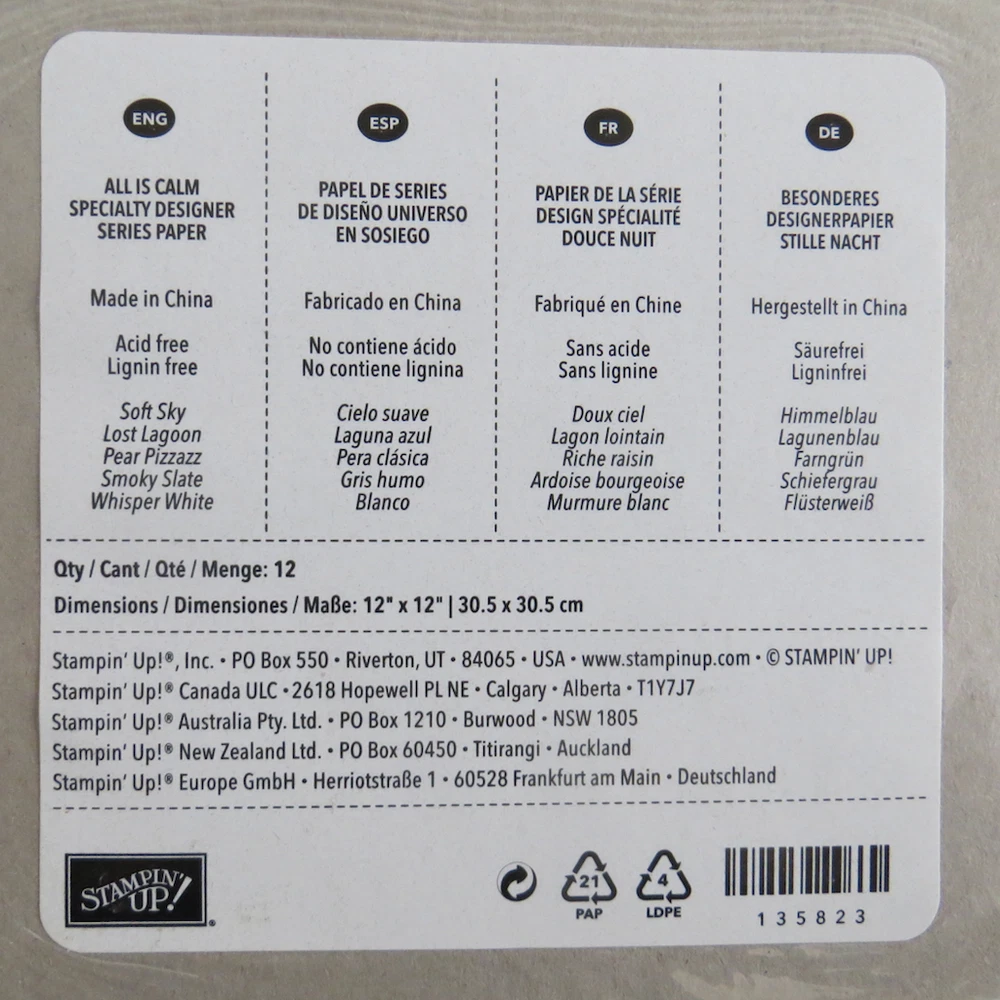 ENG
ALL IS CALM
SPECIALTY DESIGNER
SERIES PAPER
Made in China
Acid free
Lignin free
Soft Sky
Lost Lagoon
Pear Pizzazz
Smoky Slate
Whisper White
ESP
PAPEL DE SERIES
DE DISEÑO UNIVERSO
EN SOSIEGO
Fabricado en China
No contiene ácido
No contiene lignina
Cielo suave
Laguna azul
Pera clásica
Gris humo
Blanco
FR
PAPIER DE LA SÉRIE
DESIGN SPÉCIALITÉ
DOUCE NUIT
Fabriqué en Chine
Sans acide
Sans lignine
Doux ciel
Lagon lointain
Riche raisin
Ardoise bourgeoise
Murmure blanc
DE
BESONDERES
DESIGNERPAPIER
STILLE NACHT
Hergestellt in China
Säurefrei
Ligninfrei
Himmelblau
Lagunenblau
Farngrün
Schiefergrau
Flüsterweiß
Qty / Cant / Qté / Menge: 12
Dimensions / Dimensiones / Maße: 12" x 12" | 30.5 x 30.5 cm
Stampin' Up!®, Inc. • PO Box 550 • Riverton, UT • 84065 • USA • www.stampinup.com • © STAMPIN' UP!
Stampin' Up!® Canada ULC • 2618 Hopewell PL NE • Calgary • Alberta • T1Y7J7
Stampin' Up!® Australia Pty. Ltd. • PO Box 1210 • Burwood • NSW 1805
Stampin' Up!® New Zealand Ltd. • PO Box 60450 • Titirangi • Auckland
Stampin' Up!® Europe GmbH • Herriotstraße 1 • 60528 Frankfurt am Main • Deutschland
STAMPIN'
UP!®
21
PAP
4
LDPE
135823